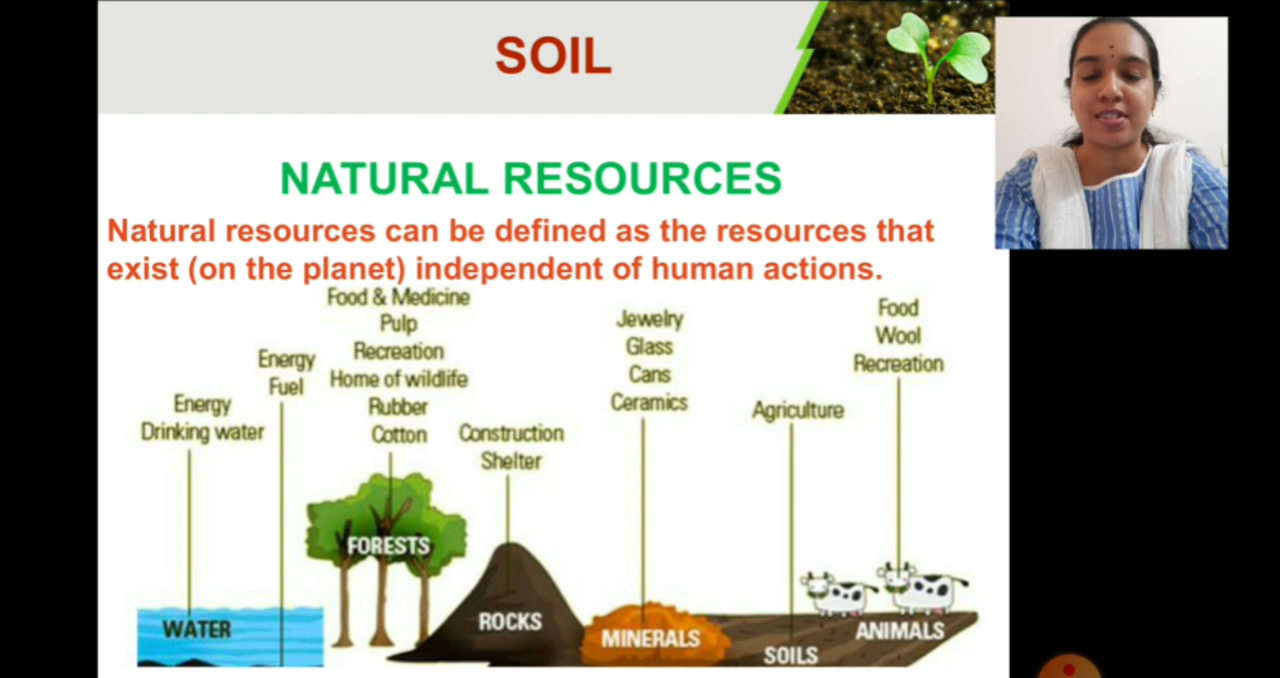 SOIL
NATURAL RESOURCES
Natural resources can be defined as the resources that
exist (on the planet) independent of human actions.
Food & Medicine
Pulp
Recreation
Home of wildlife
Rubber
Cotton
Energy
Fuel
Energy
Drinking water
Construction
Shelter
Jewelry
Glass
Cans
Ceramics
Agriculture
Food
Wool
Recreation
WATER
FORESTS
ROCKS
MINERALS
SOILS
ANIMALS